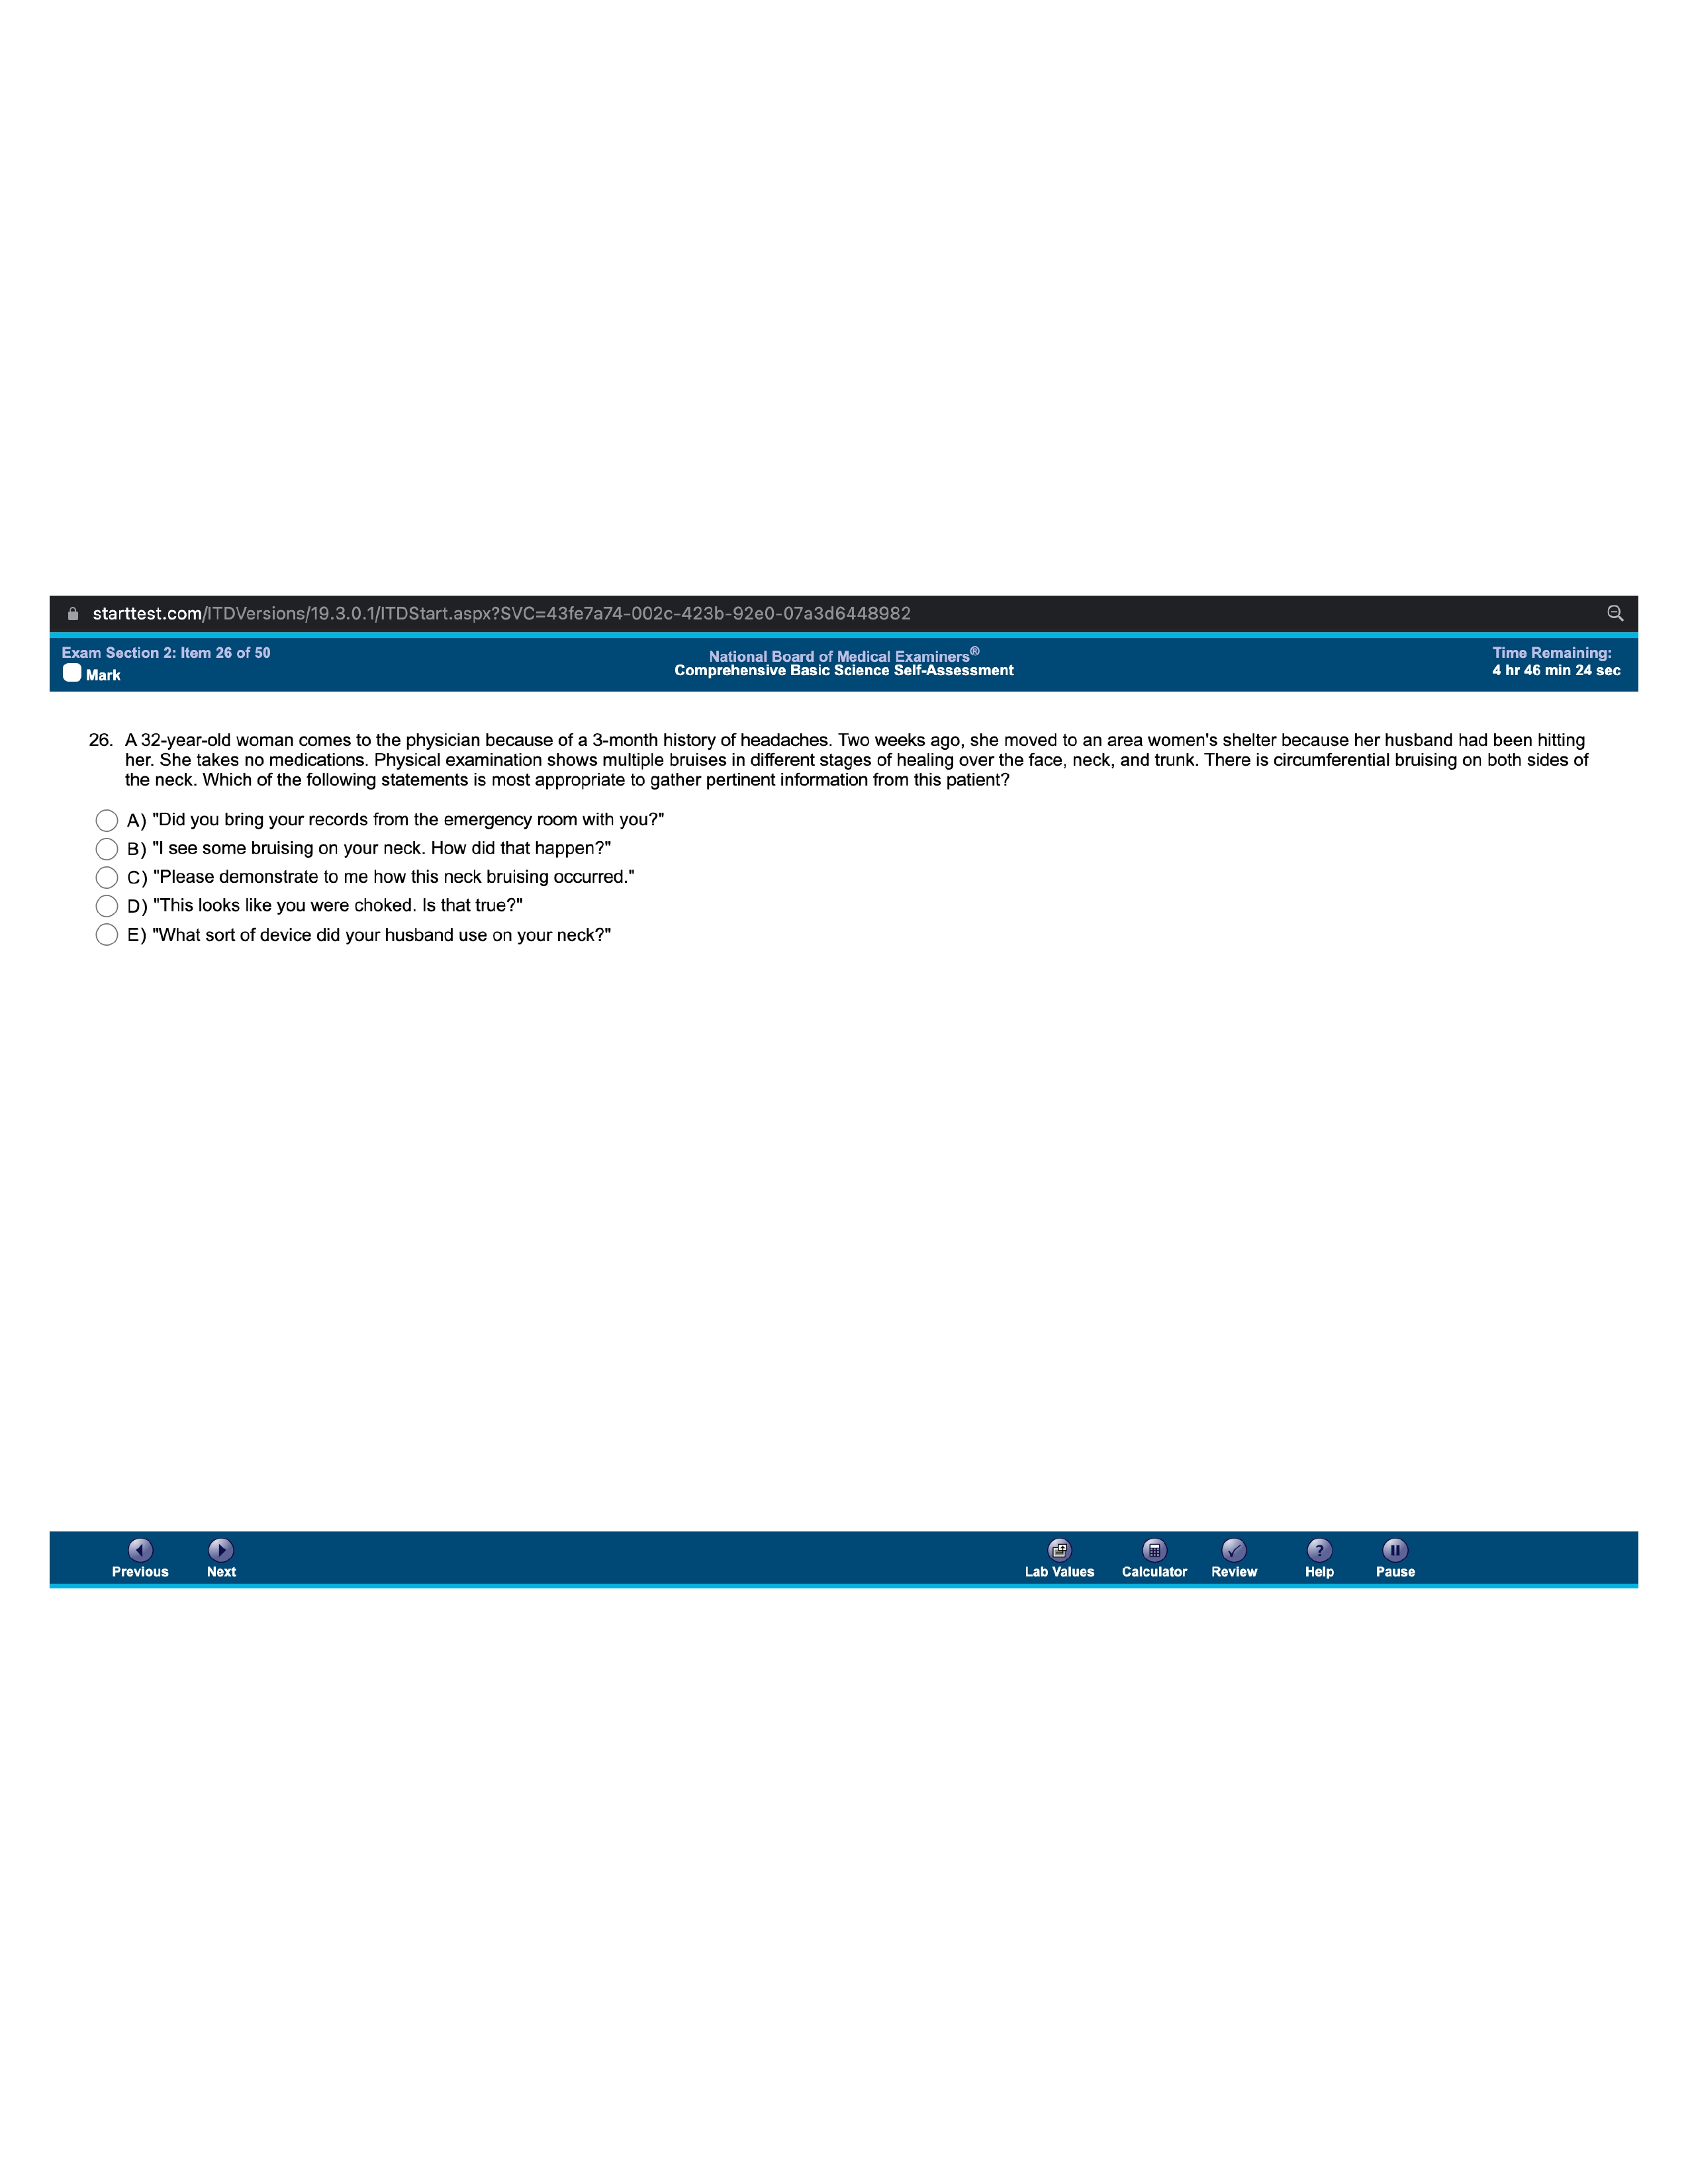 starttest.com/ITDVersions/19.3.0.1/ITDStart.aspx?SVC=43fe7a74-002c-423b-92e0-07a3d6448982
Exam Section 2: Item 26 of 50
National Board of Medical Examiners®
Time Remaining:
Mark
Comprehensive Basic Science Self-Assessment
4 hr 46 min 24 sec
26. A 32-year-old woman comes to the physician because of a 3-month history of headaches. Two weeks ago, she moved to an area women's shelter because her husband had been hitting
her. She takes no medications. Physical examination shows multiple bruises in different stages of healing over the face, neck, and trunk. There is circumferential bruising on both sides of
the neck. Which of the following statements is most appropriate to gather pertinent information from this patient?
A) "Did you bring your records from the emergency room with you?"
B) "I see some bruising on your neck. How did that happen?"
C) "Please demonstrate to me how this neck bruising occurred."
D) "This looks like you were choked. Is that true?"
E) "What sort of device did your husband use on your neck?"
Previous Next Lab Values Calculator Review Help Pause